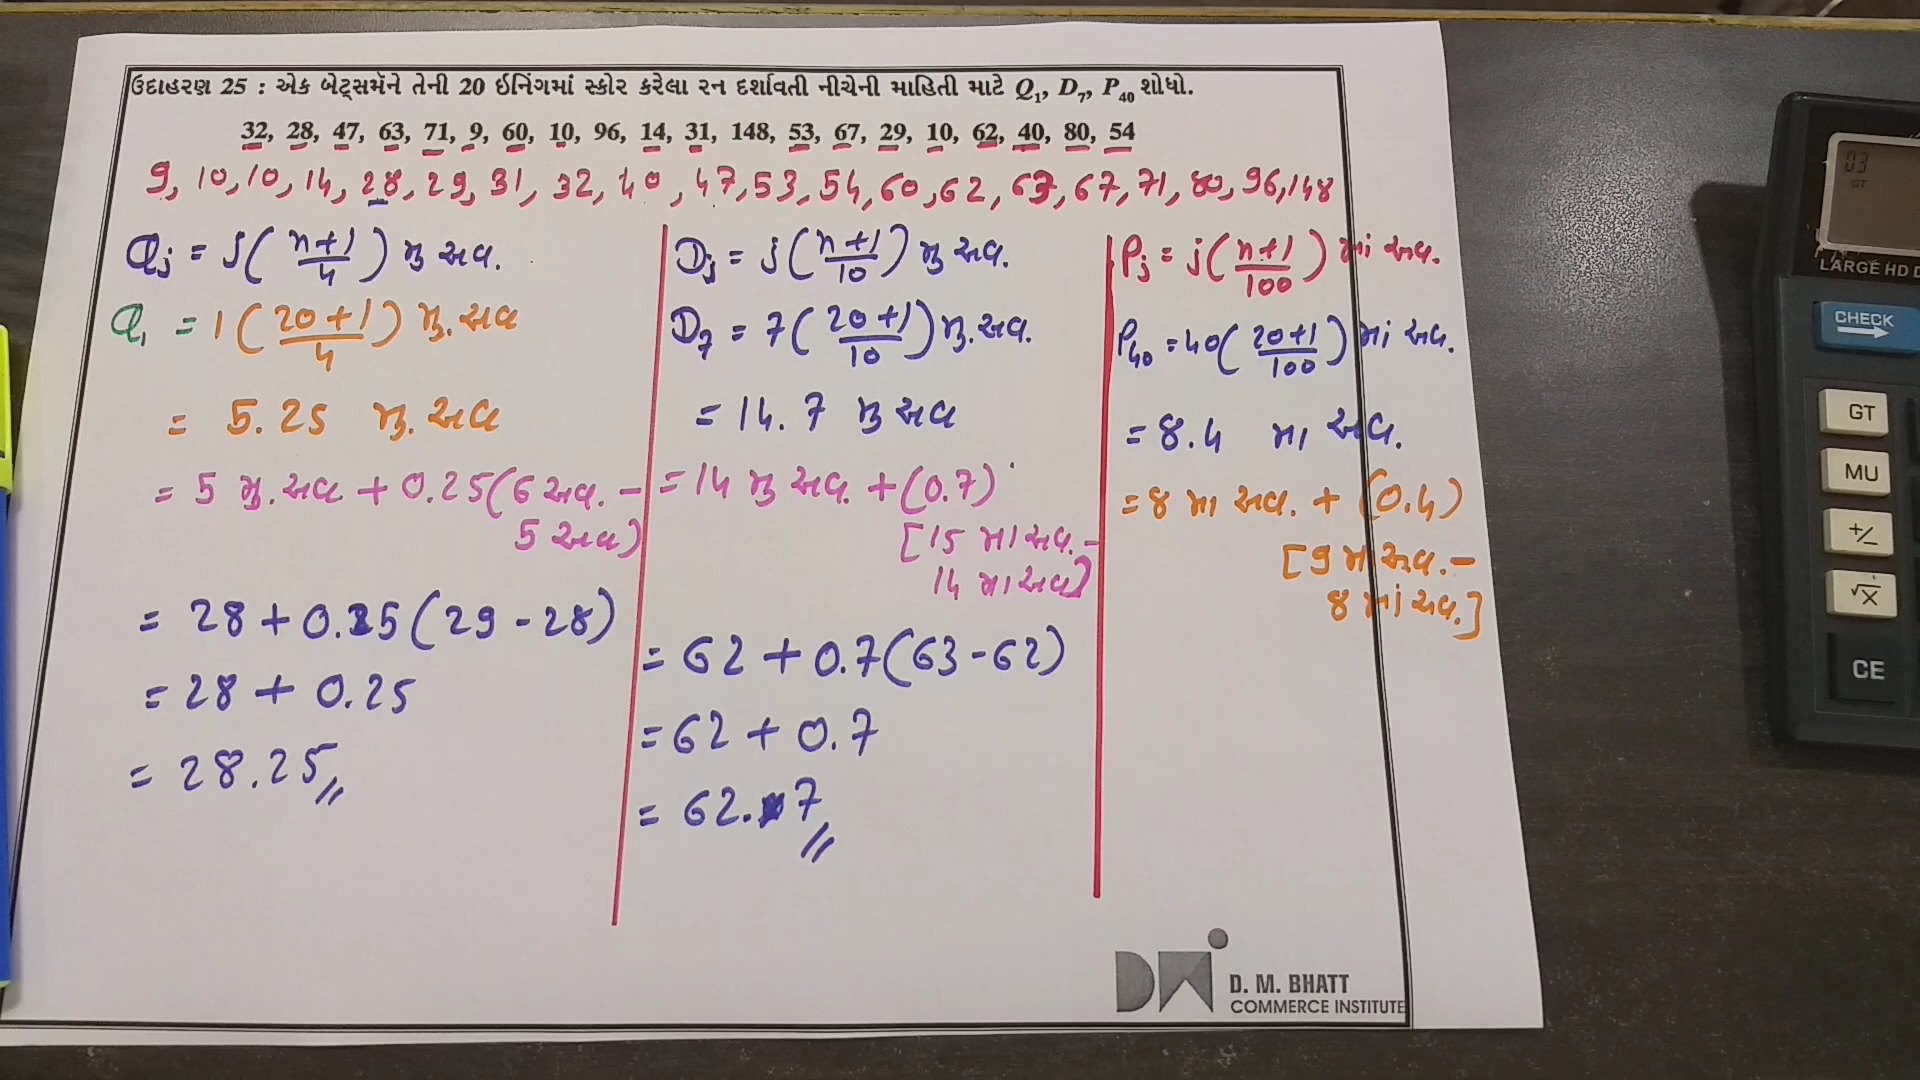 ઉદાહરણ 25 : એક બેટ્સમૅને તેની 20 ઇનિંગમાં સ્કોર કરેલા રન દર્શાવતી નીચેની માહિતી માટે Q₁, D₇, P₄₀ શોધો.
32, 28, 47, 63, 71, 9, 60, 10, 96, 14, 31, 148, 53, 67, 29, 10, 62, 40, 80, 54
9, 10, 10, 14, 28, 29, 31, 32, 40, 47, 53, 54, 60, 62, 63, 67, 71, 80, 96, 148
Qj = j(n+1/4) મુ અવ.
Q₁ = 1(20+1/4) મુ. અવ
= 5.25 મુ. અવ
= 5 મુ. અવ + 0.25(6 અવ. - 5 અવ)
= 28 + 0.25(29 - 28)
= 28 + 0.25
= 28.25
Dj = j(n+1/10) મુ અવ.
D₇ = 7(20+1/10) મુ. અવ.
= 14.7 મુ અવ
= 14 મુ અવ. + (0.7)
[15 મા અવ. -
14 મા અવ]
= 62 + 0.7(63-62)
= 62 + 0.7
= 62.7
Pj = j(n+1/100) માં અવ.
P₄₀ = 40(20+1/100) માં અવ.
= 8.4 મા અવ.
= 8 મા અવ. + (0.4)
[9 મા અવ. -
8 માં અવ.]
D. M. BHATT
COMMERCE INSTITUTE
03
GT
LARGE HD D
CHECK
GT
MU
+/-
√x
CE